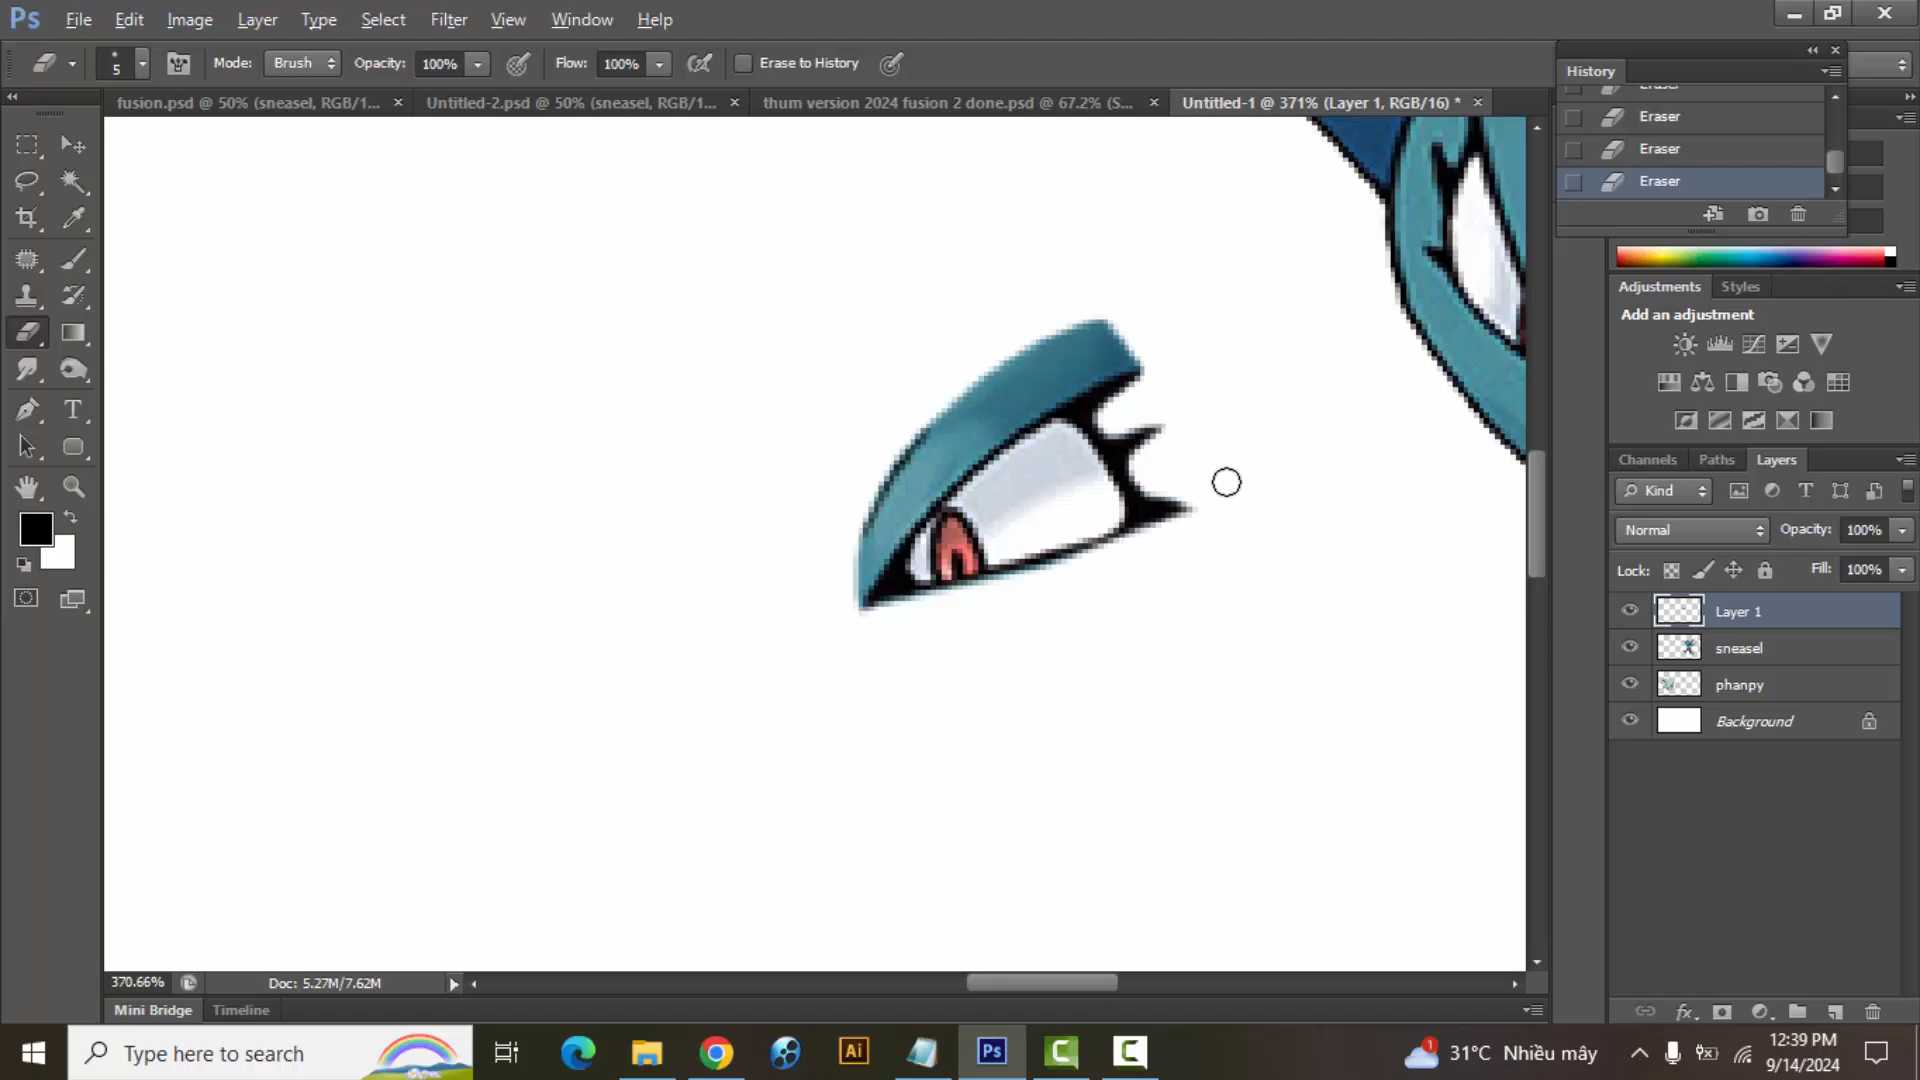 Ps File Edit Image Layer Type Select Filter View Window Help
5 Mode: Brush Opacity: 100% Flow: 100% Erase to History
fusion.psd @ 50% (sneasel, RGB/1... Untitled-2.psd @ 50% (sneasel, RGB/1... thum version 2024 fusion 2 done.psd @ 67.2% (S... Untitled-1 @ 371% (Layer 1, RGB/16) *
History
Eraser
Eraser
Eraser
Eraser
Adjustments Styles
Add an adjustment
Channels Paths Layers
Kind
Normal Opacity: 100%
Lock: Fill: 100%
Layer 1
sneasel
phanpy
Background
370.66% Doc: 5.27M/7.62M
Mini Bridge Timeline
Type here to search
Ai Ps
1 31°C Nhiều mây
12:39 PM
9/14/2024